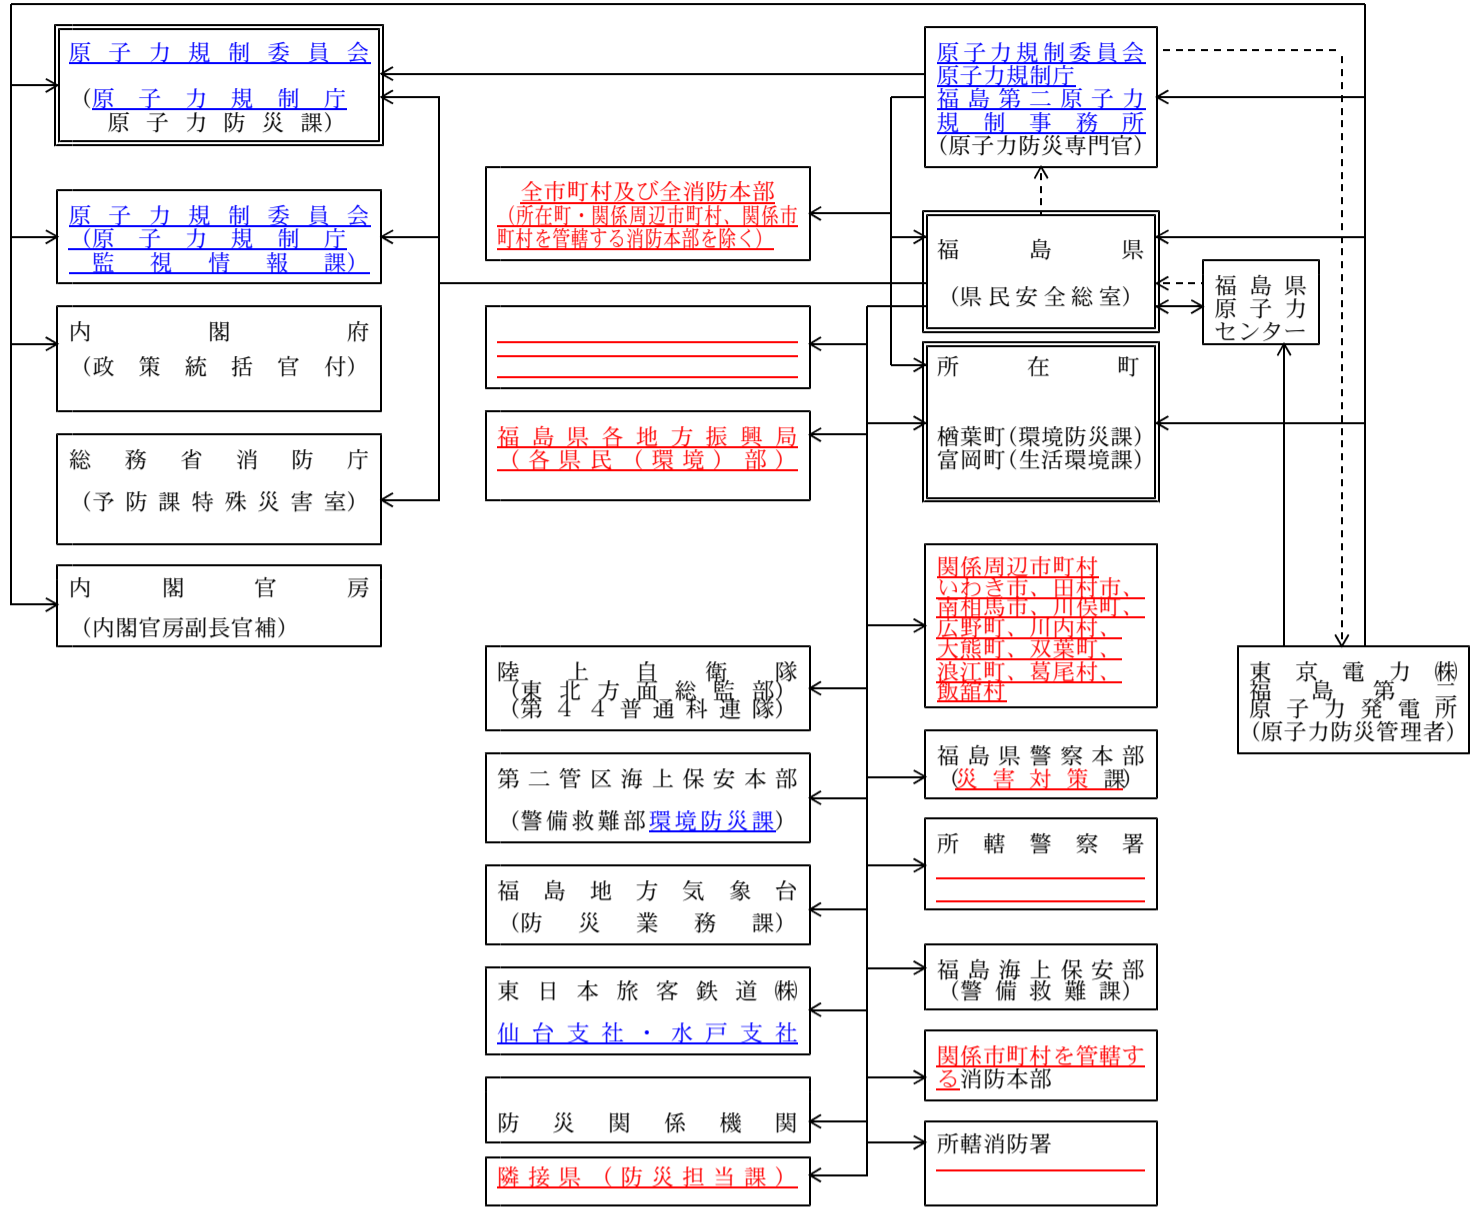 原子力規制委員会
(原子力規制庁
原子力防災課)
原子力規制委員会
(原子力規制庁
監視情報課)
内閣府
(政策統括官付)
総務省消防庁
(予防課特殊災害室)
内閣官房
(内閣官房副長官補)
全市町村及び全消防本部
(所在町・関係周辺市町村、関係市
町村を管轄する消防本部を除く)
福島県各地方振興局
(各県民(環境)部)
陸上自衛隊
(東北方面総監部)
(第44普通科連隊)
第二管区海上保安本部
(警備救難部環境防災課)
福島地方気象台
(防災業務課)
東日本旅客鉄道㈱
仙台支社・水戸支社
防災関係機関
隣接県(防災担当課)
原子力規制委員会
原子力規制庁
福島第二原子力
規制事務所
(原子力防災専門官)
福島県
(県民安全総室)
所在町
楢葉町(環境防災課)
富岡町(生活環境課)
関係周辺市町村
いわき市、田村市、
南相馬市、川俣町、
広野町、川内村、
大熊町、双葉町、
浪江町、葛尾村、
飯舘村
福島県警察本部
(災害対策課)
所轄警察署
福島海上保安部
(警備救難課)
関係市町村を管轄す
る消防本部
所轄消防署
福島県
原子力
センター
東京電力㈱
福島第二
原子力発電所
(原子力防災管理者)